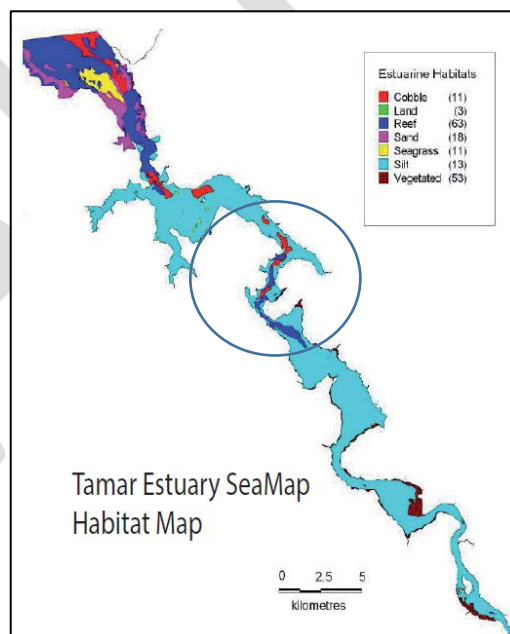 Estuarine Habitats
Cobble (11)
Land (3)
Reef (63)
Sand (18)
Seagrass (11)
Silt (13)
Vegetated (53)
Tamar Estuary SeaMap
Habitat Map
0 2.5 5
kilometres